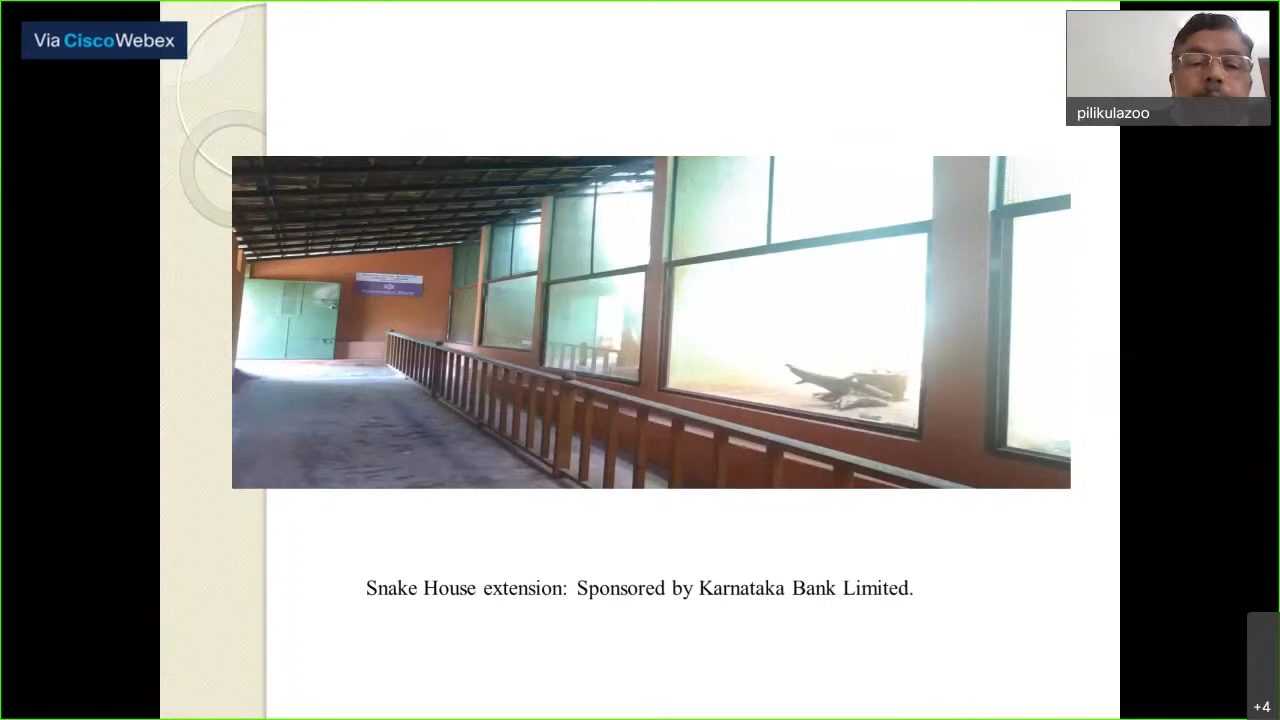 Via CiscoWebex
pilikulazoo
Snake House extension: Sponsored by Karnataka Bank Limited.
+4